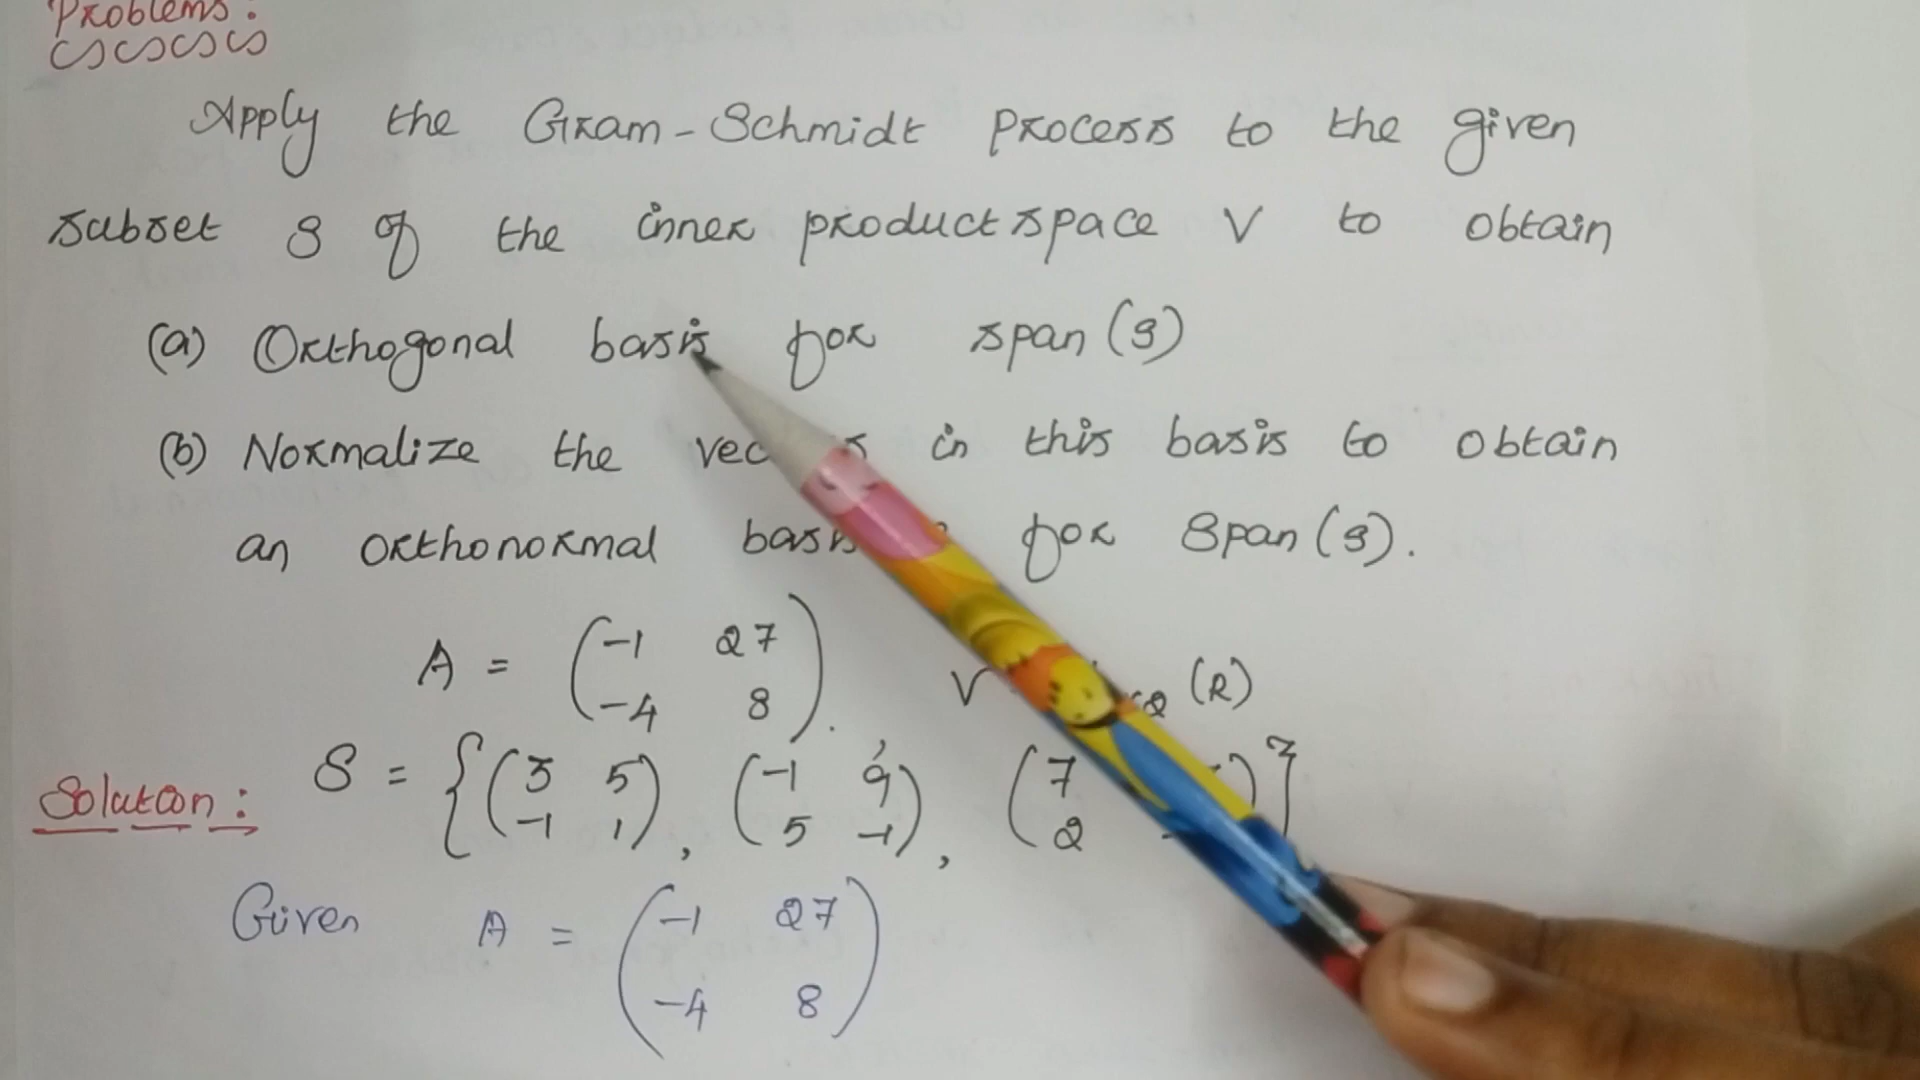 Problems:
Apply the Gram-Schmidt process to the given
subset S of the inner product space V to obtain
(a) Orthogonal basis for span(S)
(b) Normalize the in this basis to obtain
an orthonormal for Span(S).
A = (-1 27
-4 8). V (R)
S = {(3 5
-1 1), (-1 9
5 -1), (7
2 )}
Solution:
Given A = (-1 27
-4 8)